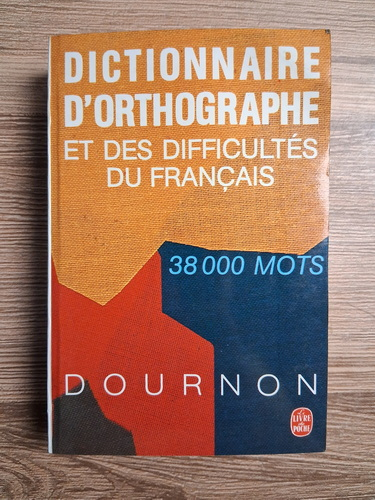 DICTIONNAIRE
D'ORTHOGRAPHE
ET DES DIFFICULTÉS
DU FRANÇAIS
38 000 MOTS
DOURNON
LE
LIVRE
de
POCHE